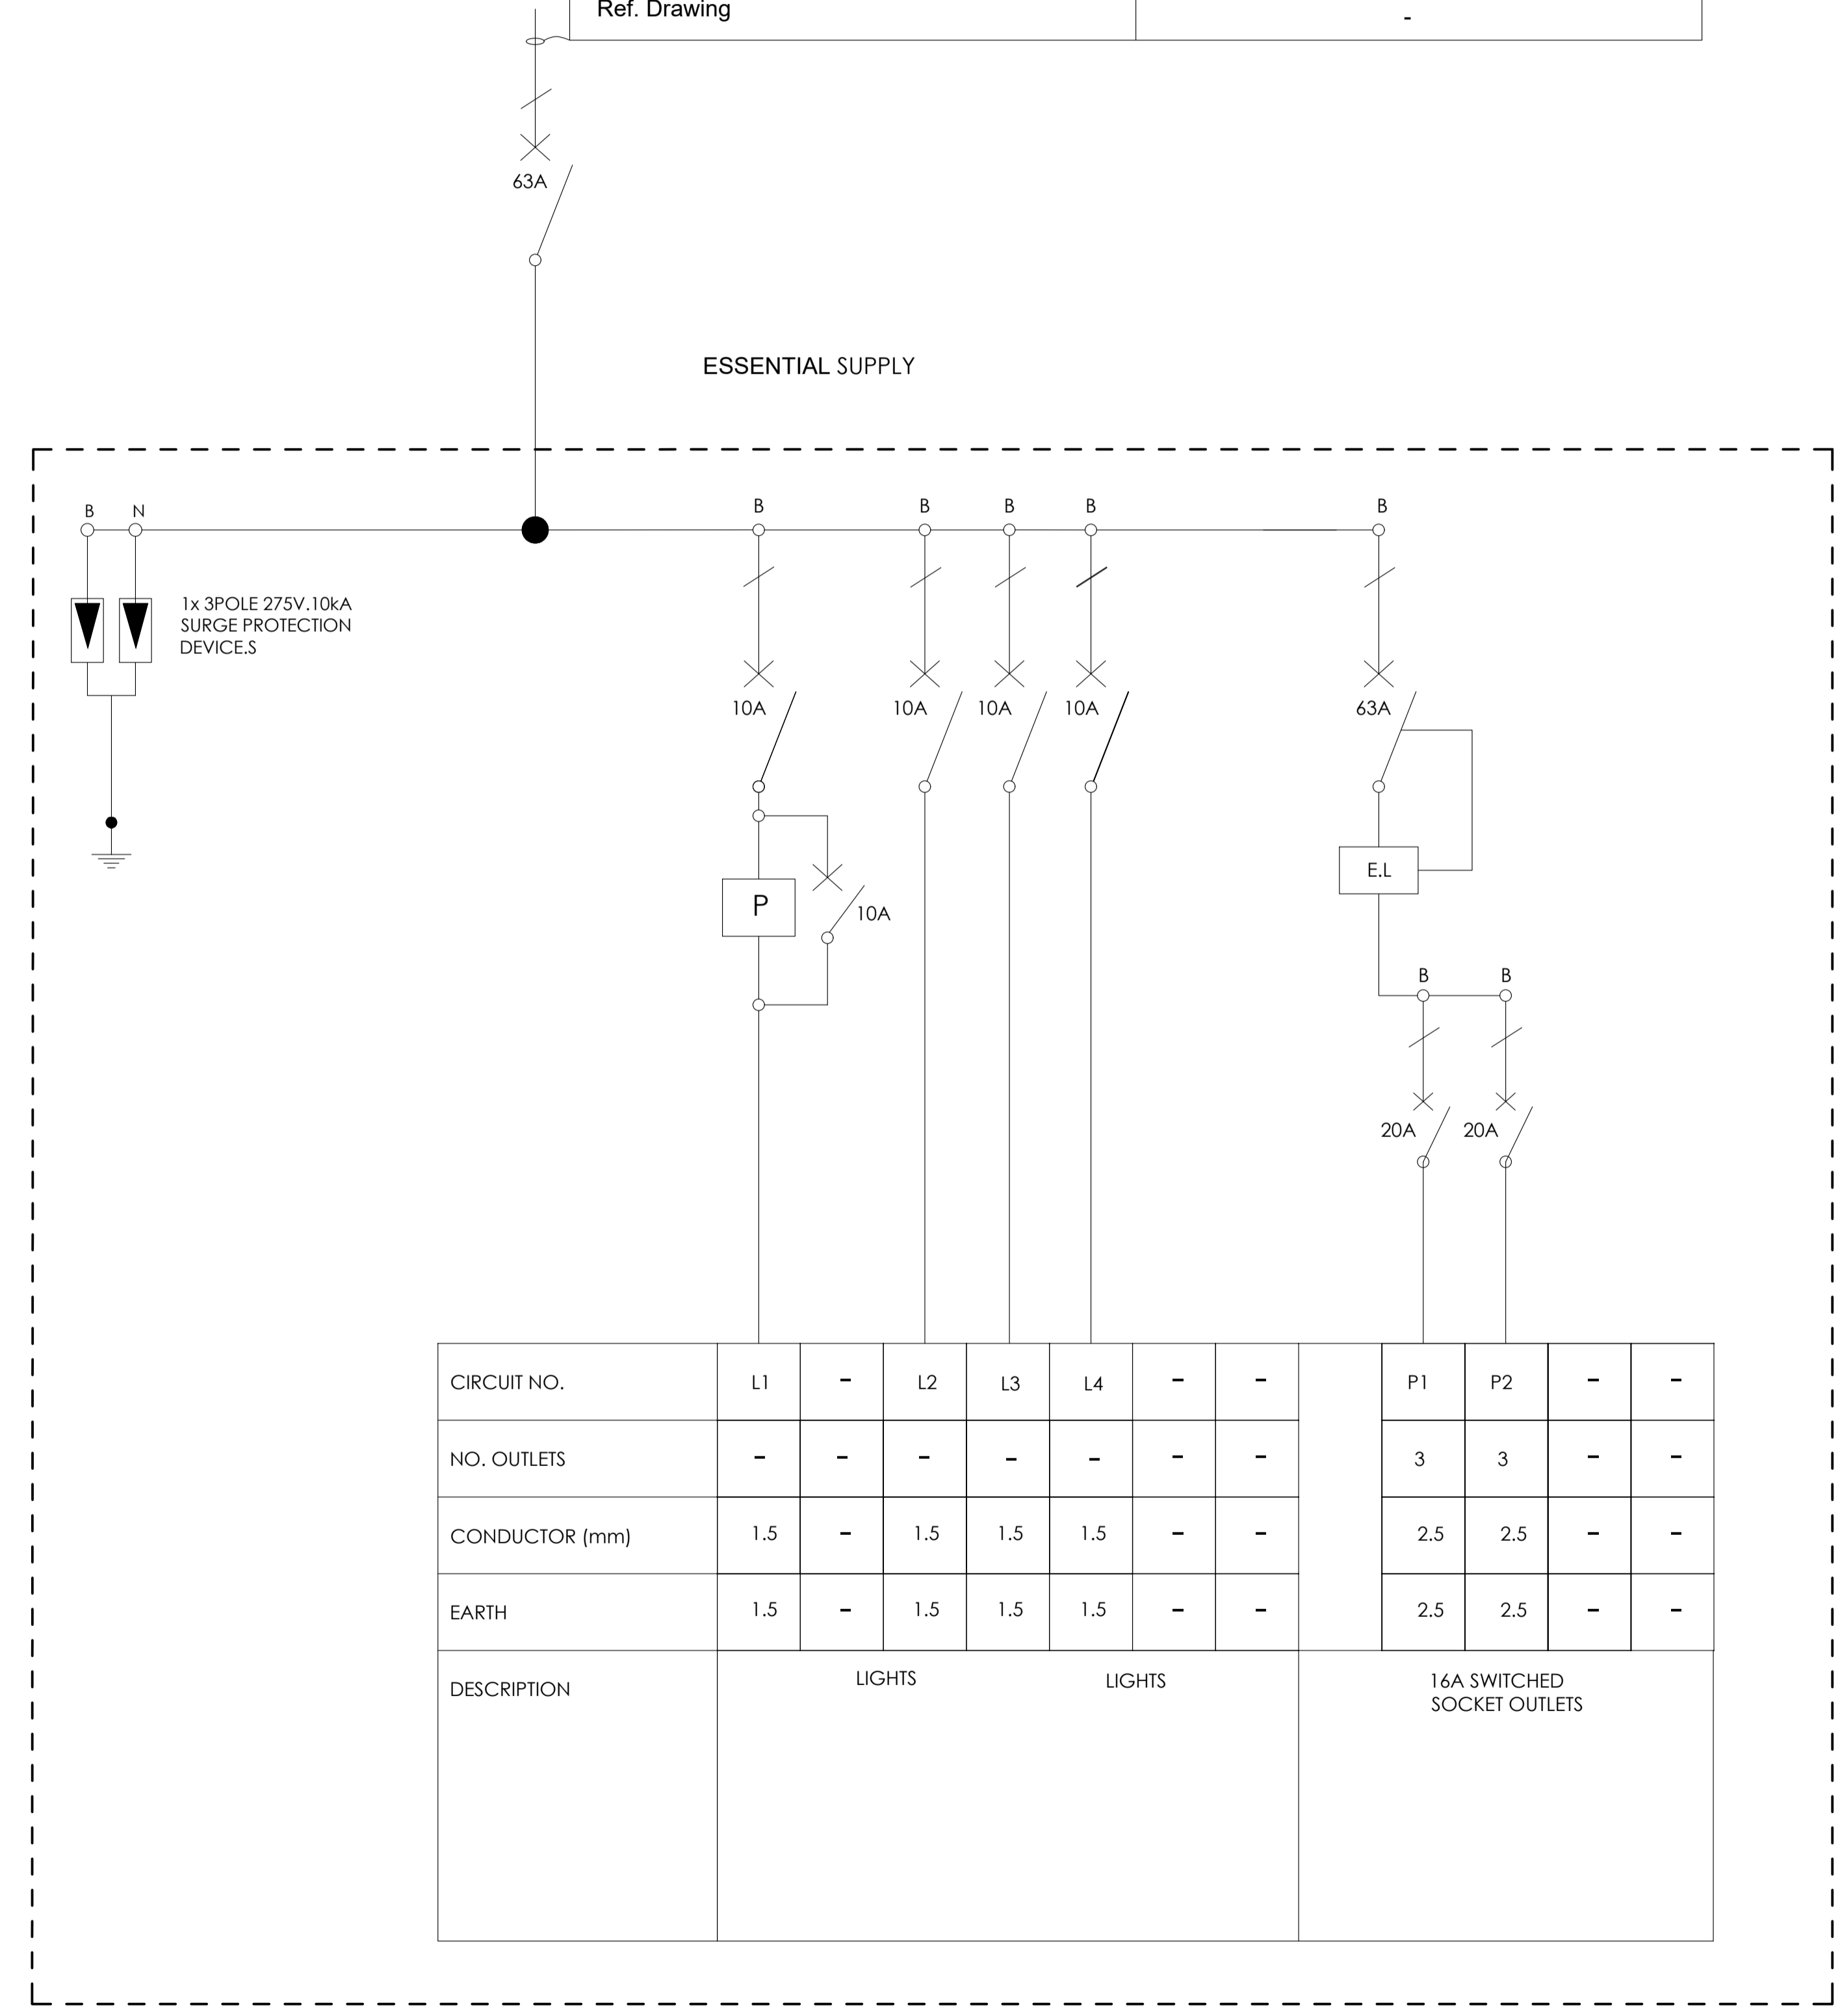 Ref. Drawing -
63A
ESSENTIAL SUPPLY
B N B B B B B
1x 3POLE 275V.10kA
SURGE PROTECTION
DEVICE.S
10A 10A 10A 10A 63A
E.L
P
10A
B B
20A 20A
CIRCUIT NO. L1 - L2 L3 L4 - - P1 P2 - -
NO. OUTLETS - - - - - - - 3 3 - -
CONDUCTOR (mm) 1.5 - 1.5 1.5 1.5 - - 2.5 2.5 - -
EARTH 1.5 - 1.5 1.5 1.5 - - 2.5 2.5 - -
DESCRIPTION LIGHTS LIGHTS 16A SWITCHED
SOCKET OUTLETS